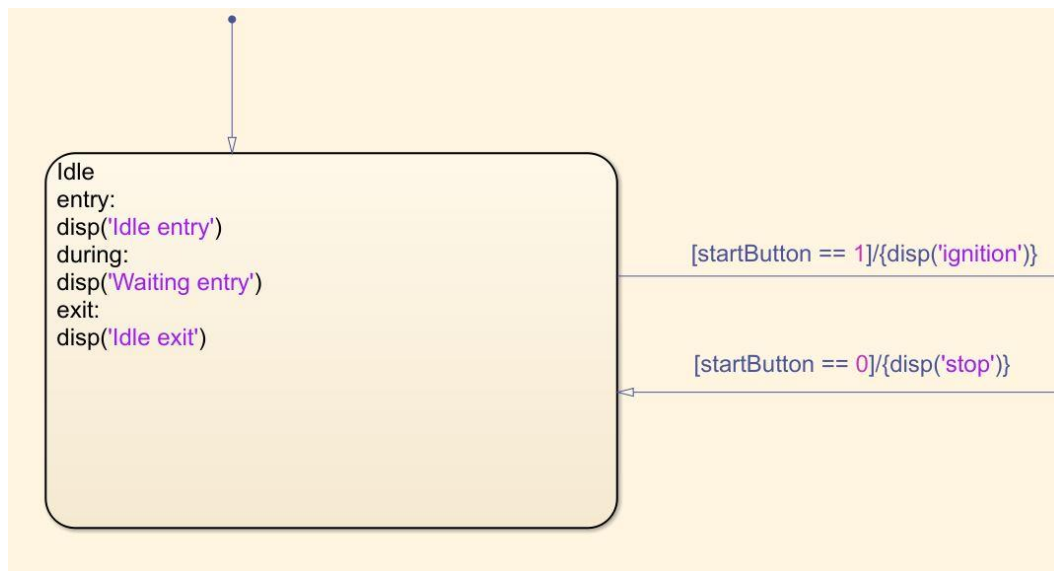 Idle
entry:
disp('Idle entry')
during:
disp('Waiting entry')
exit:
disp('Idle exit')
[startButton == 1]/{disp('ignition')}
[startButton == 0]/{disp('stop')}